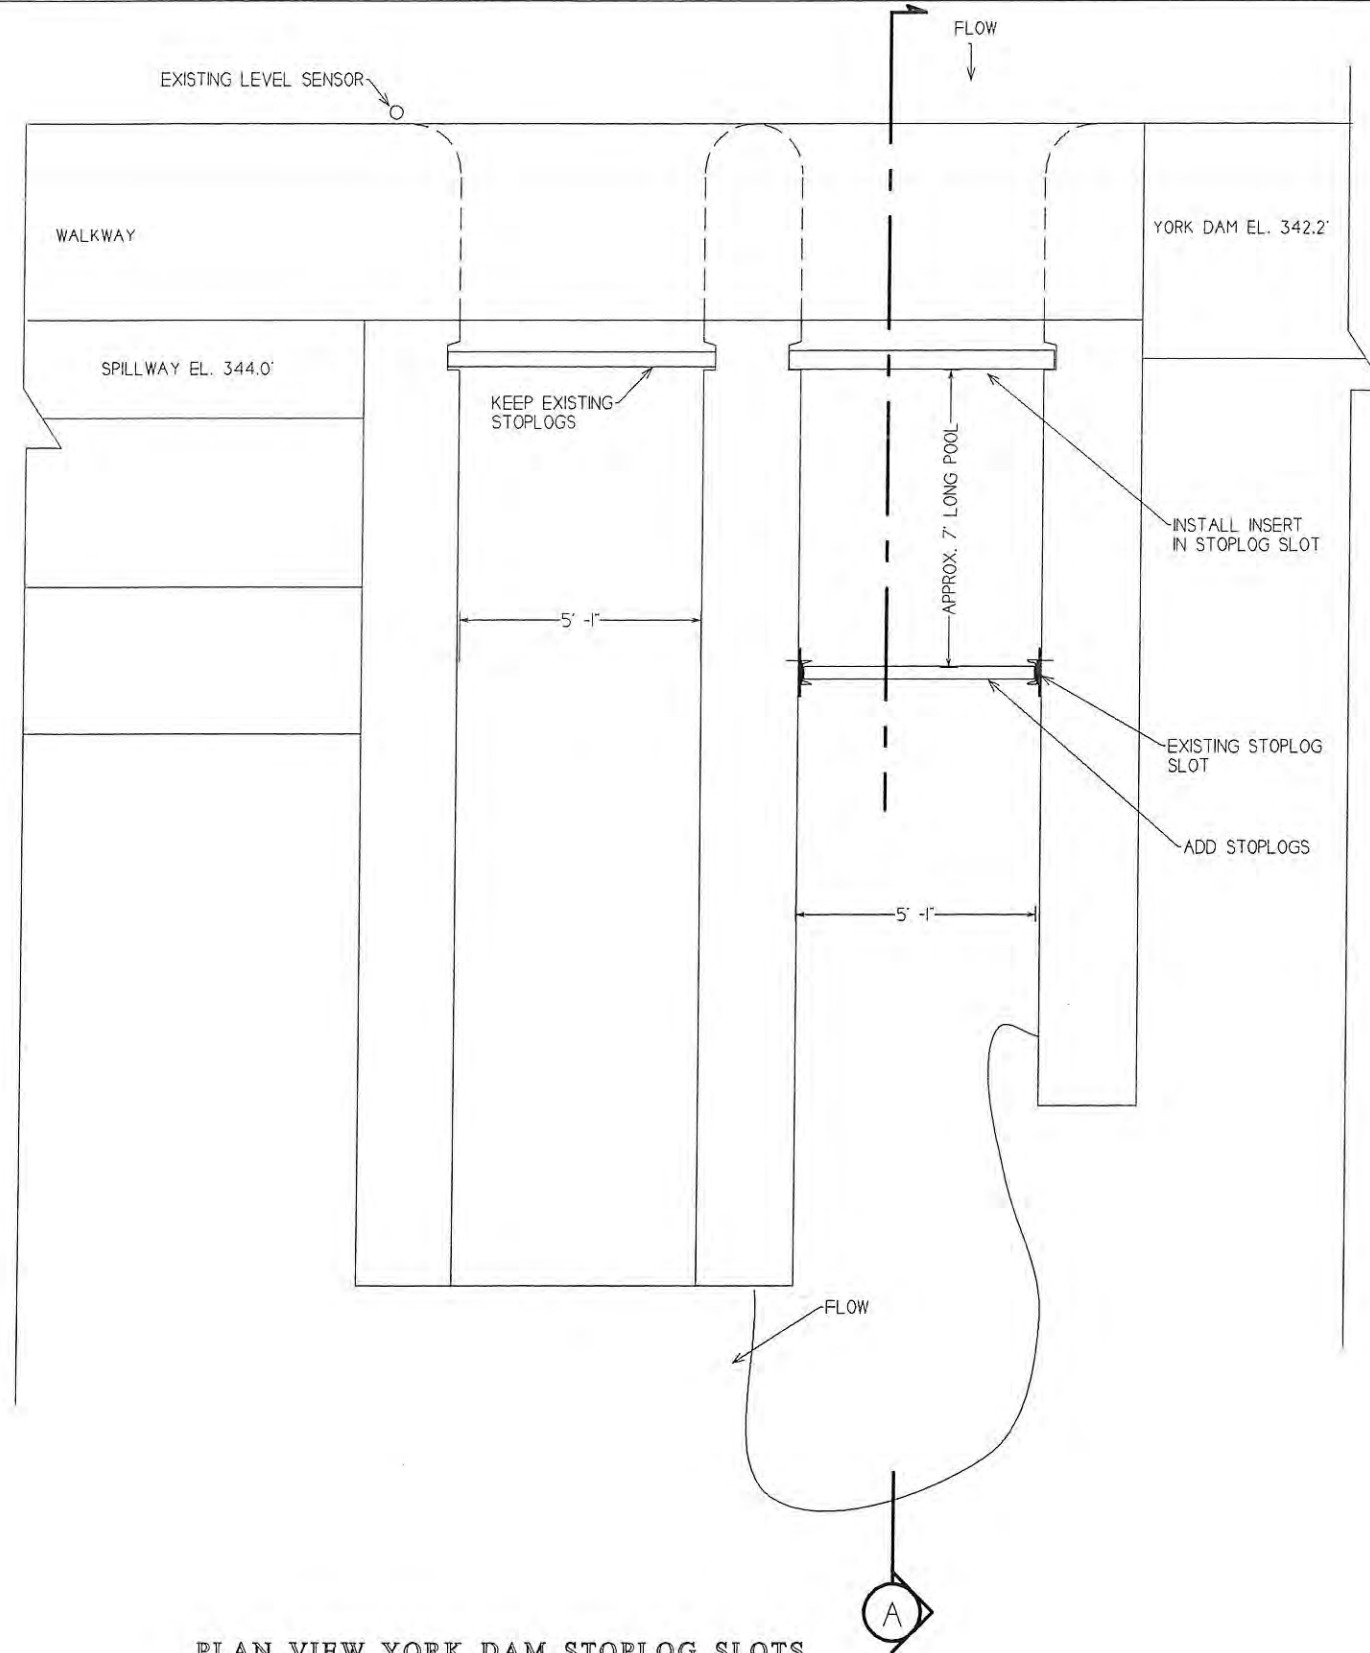 FLOW
EXISTING LEVEL SENSOR
WALKWAY
YORK DAM EL. 342.2'
SPILLWAY EL. 344.0'
KEEP EXISTING
STOPLOGS
APPROX. 7' LONG POOL
INSTALL INSERT
IN STOPLOG SLOT
5' -1"
EXISTING STOPLOG
SLOT
ADD STOPLOGS
5' -1"
FLOW
A
PLAN VIEW YORK DAM STOPLOG SLOTS